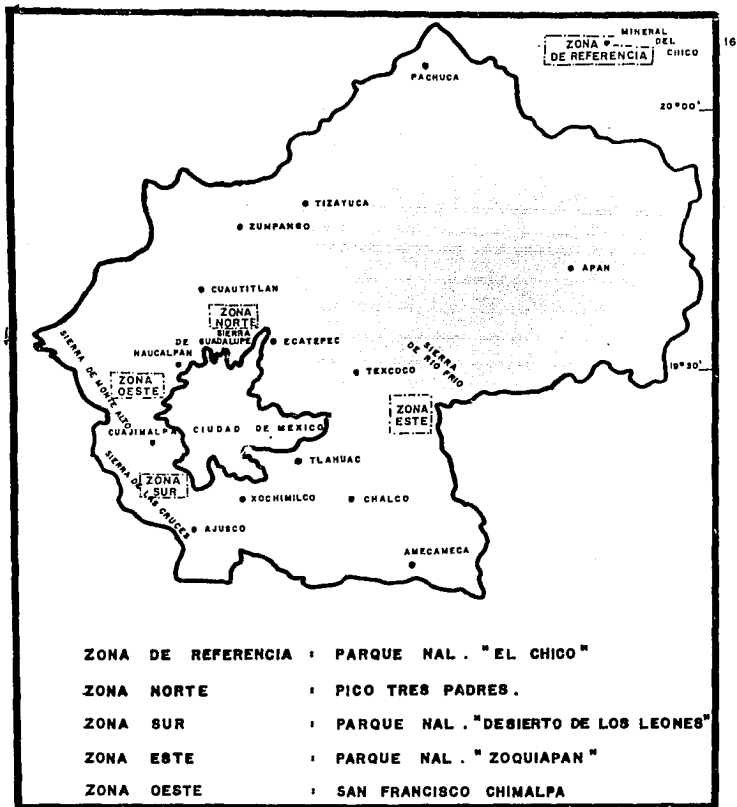 MINERAL
DEL
CHICO
ZONA
DE REFERENCIA
16
PACHUCA
20°00'
TIZAYUCA
ZUMPANGO
APAN
CUAUTITLAN
ZONA
NORTE
SIERRA
DE GUADALUPE
ECATEPEC
NAUCALPAN
SIERRA DE MONTE ALTO
SIERRA
DE RIO FRIO
TEXCOCO
19°30'
ZONA
OESTE
ZONA
ESTE
CUAJIMALPA
CIUDAD DE MEXICO
TLAHUAC
SIERRA DE LAS CRUCES
ZONA
SUR
XOCHIMILCO
CHALCO
AJUSCO
AMECAMECA
ZONA DE REFERENCIA : PARQUE NAL. "EL CHICO"
ZONA NORTE : PICO TRES PADRES.
ZONA SUR : PARQUE NAL. "DESIERTO DE LOS LEONES"
ZONA ESTE : PARQUE NAL. "ZOQUIAPAN"
ZONA OESTE : SAN FRANCISCO CHIMALPA